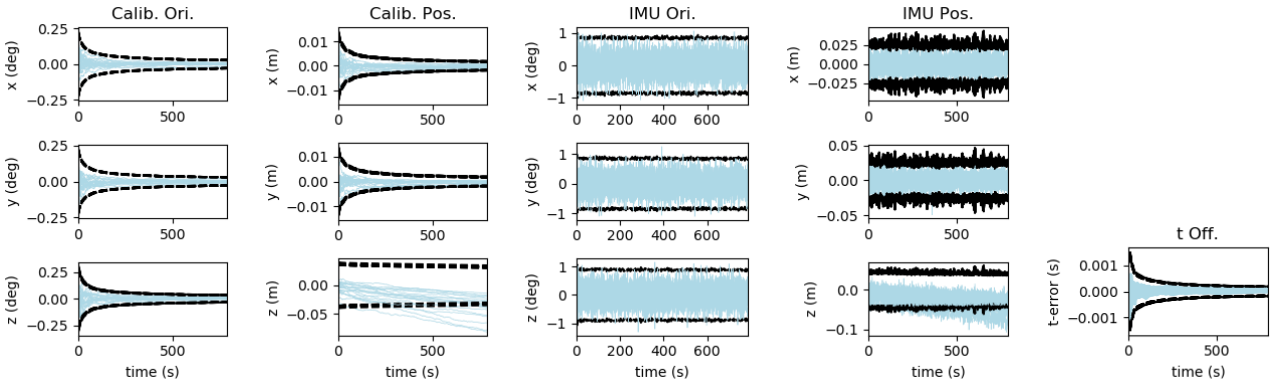 Calib. Ori.
Calib. Pos.
IMU Ori.
IMU Pos.
x (deg)
0.25
0.00
−0.25
500
x (m)
0.01
0.00
−0.01
500
x (deg)
1
0
−1
0 200 400 600
x (m)
0.025
0.000
−0.025
0 500
y (deg)
0.25
0.00
−0.25
500
y (m)
0.01
0.00
−0.01
0 500
y (deg)
1
0
−1
0 200 400 600
y (m)
0.05
0.00
−0.05
0 500
z (deg)
0.25
0.00
−0.25
0 500
time (s)
z (m)
0.00
−0.05
0 500
time (s)
z (deg)
1
0
−1
0 200 400 600
time (s)
z (m)
0.0
−0.1
0 500
time (s)
t Off.
t-error (s)
0.001
0.000
−0.001
0 500
time (s)